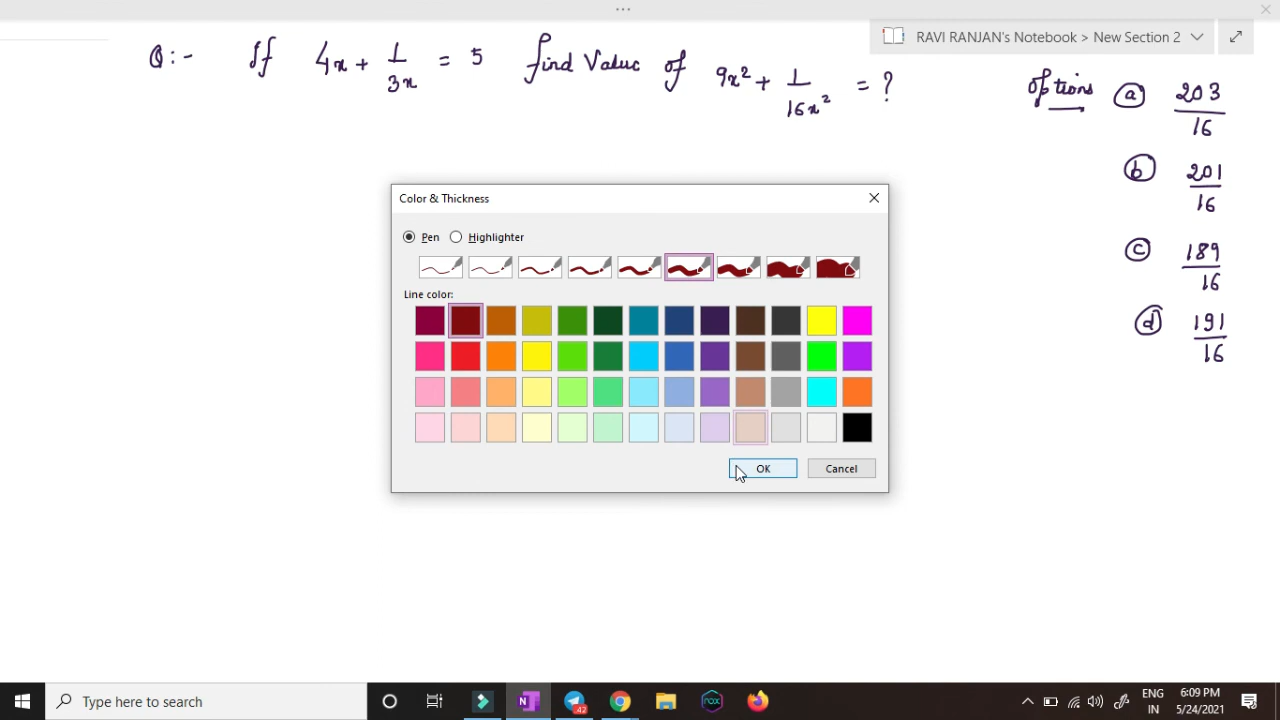 RAVI RANJAN's Notebook > New Section 2
Q:- If 4x + 1/3x = 5 find Value of 9x² + 1/16x² = ?
options (a) 203/16
(b) 201/16
(c) 189/16
(d) 191/16
Color & Thickness
Pen Highlighter
Line color:
OK Cancel
Type here to search
N
42
nox
ENG
IN
6:09 PM
5/24/2021